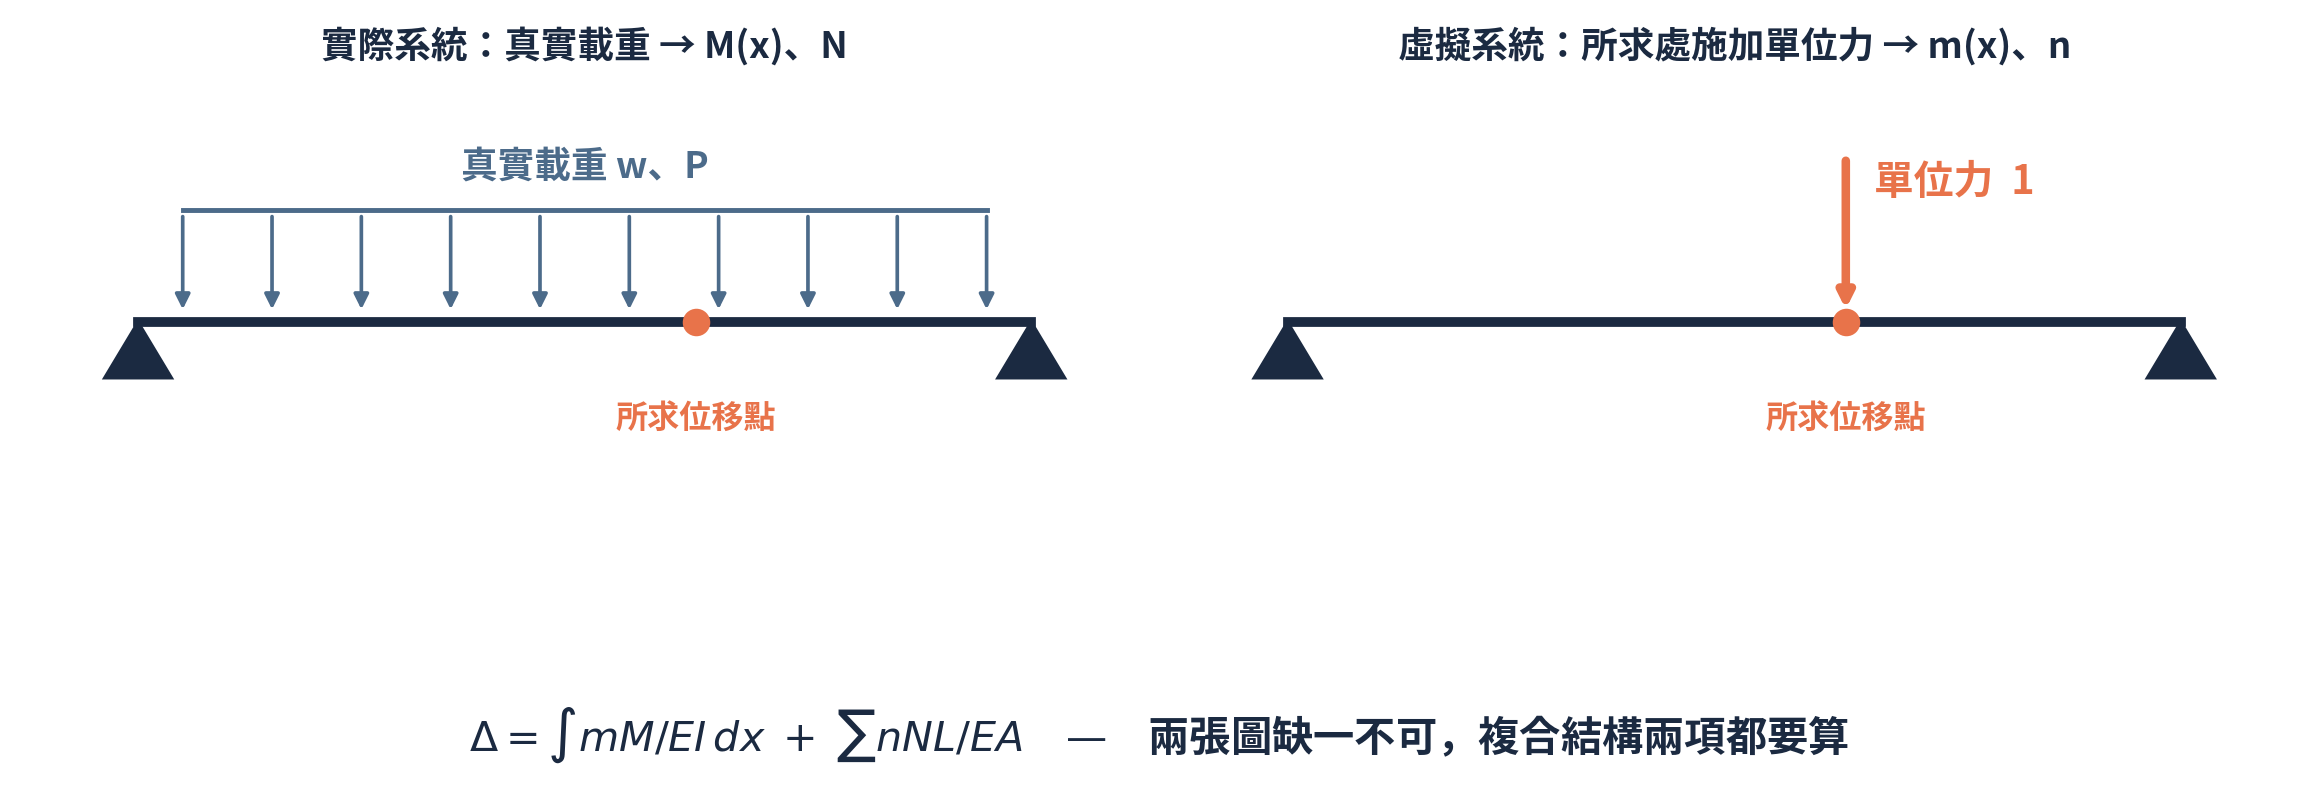 實際系統：真實載重 → M(x)、N
虛擬系統：所求處施加單位力 → m(x)、n
真實載重 w、P
單位力 1
所求位移點
所求位移點
Δ = ∫mM/EI dx + ∑nNL/EA — 兩張圖缺一不可，複合結構兩項都要算